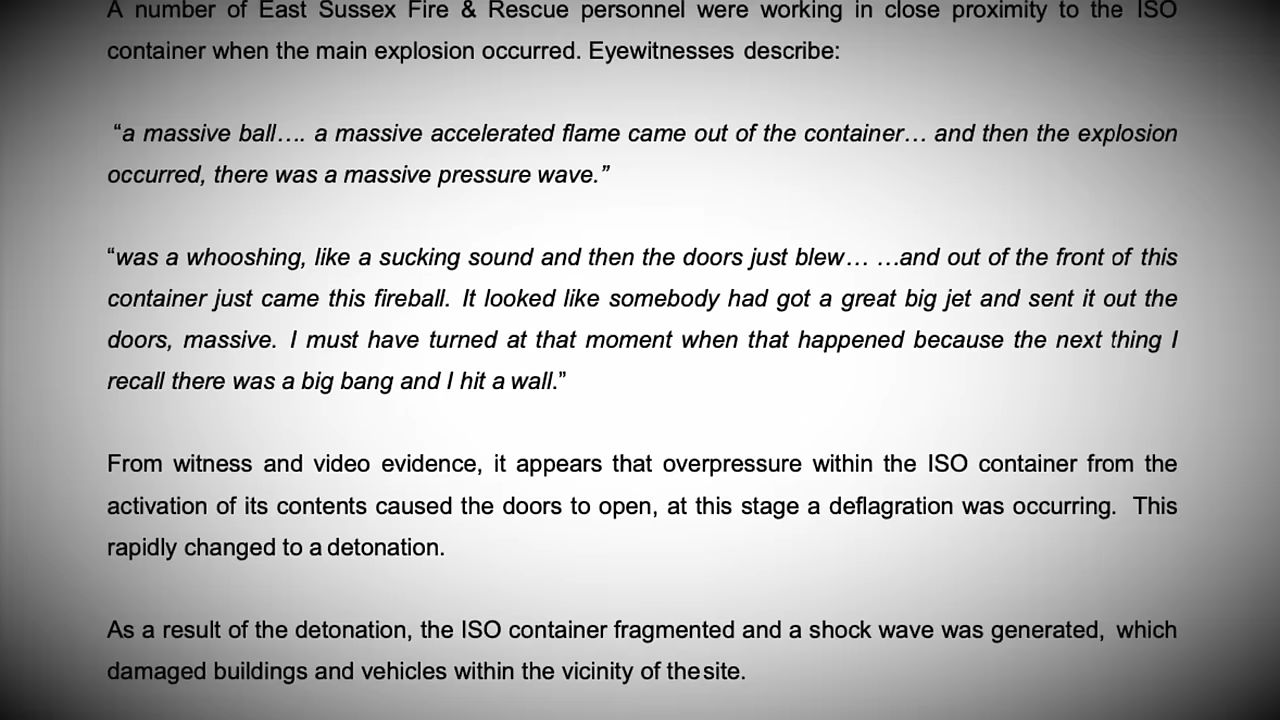 A number of East Sussex Fire & Rescue personnel were working in close proximity to the ISO
container when the main explosion occurred. Eyewitnesses describe:
“a massive ball…. a massive accelerated flame came out of the container… and then the explosion
occurred, there was a massive pressure wave.”
“was a whooshing, like a sucking sound and then the doors just blew… …and out of the front of this
container just came this fireball. It looked like somebody had got a great big jet and sent it out the
doors, massive. I must have turned at that moment when that happened because the next thing I
recall there was a big bang and I hit a wall.”
From witness and video evidence, it appears that overpressure within the ISO container from the
activation of its contents caused the doors to open, at this stage a deflagration was occurring. This
rapidly changed to a detonation.
As a result of the detonation, the ISO container fragmented and a shock wave was generated, which
damaged buildings and vehicles within the vicinity of the site.